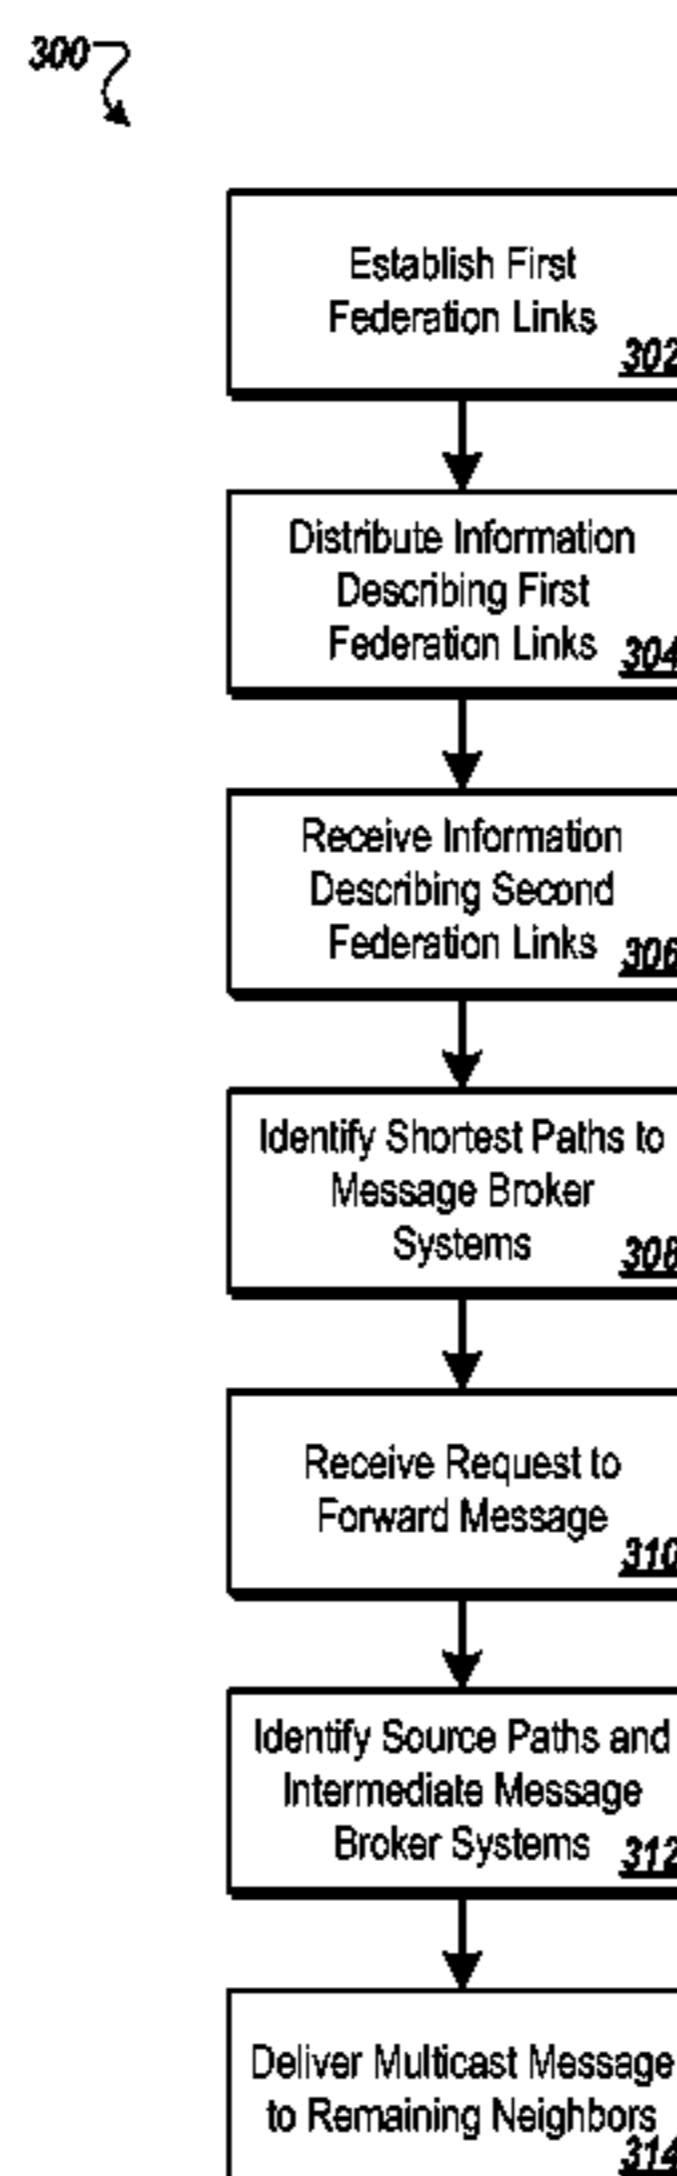 300
Establish First
Federation Links
302
Distribute Information
Describing First
Federation Links
304
Receive Information
Describing Second
Federation Links
306
Identify Shortest Paths to
Message Broker
Systems
308
Receive Request to
Forward Message
310
Identify Source Paths and
Intermediate Message
Broker Systems
312
Deliver Multicast Message
to Remaining Neighbors
314